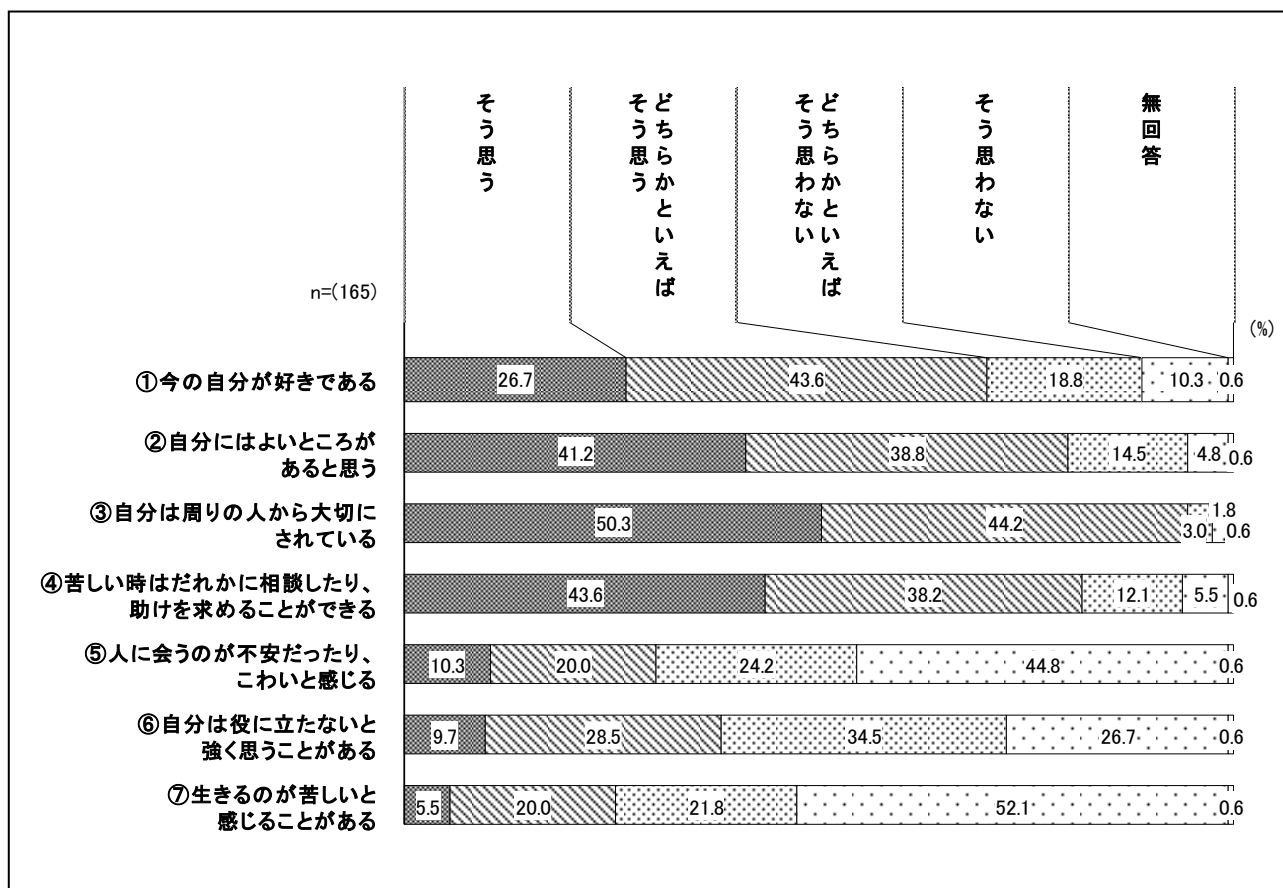 そう思う
どちらかといえば
そう思う
どちらかといえば
そう思わない
そう思わない
無回答
n=(165)
(%)
①今の自分が好きである
26.7 43.6 18.8 10.3 0.6
②自分にはよいところが
あると思う
41.2 38.8 14.5 4.8 0.6
③自分は周りの人から大切に
されている
50.3 44.2 3.0 1.8 0.6
④苦しい時はだれかに相談したり、
助けを求めることができる
43.6 38.2 12.1 5.5 0.6
⑤人に会うのが不安だったり、
こわいと感じる
10.3 20.0 24.2 44.8 0.6
⑥自分は役に立たないと
強く思うことがある
9.7 28.5 34.5 26.7 0.6
⑦生きるのが苦しいと
感じることがある
5.5 20.0 21.8 52.1 0.6